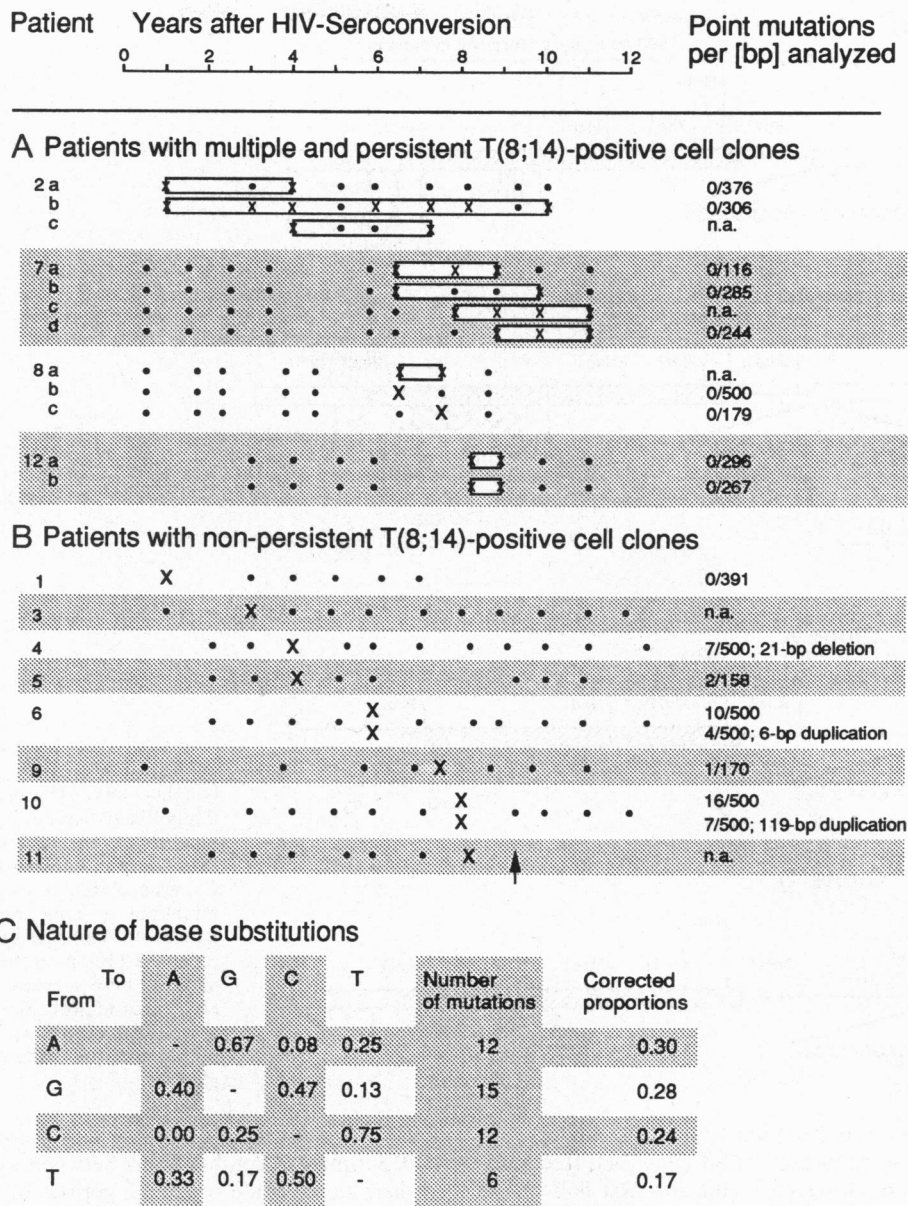 Patient Years after HIV-Seroconversion Point mutations
0 2 4 6 8 10 12 per [bp] analyzed
A Patients with multiple and persistent T(8;14)-positive cell clones
2 a 0/376
b X X X X X X 0/306
c n.a.
7 a X 0/116
b 0/285
c X X n.a.
d X 0/244
8 a n.a.
b X 0/500
c X 0/179
12 a 0/296
b 0/267
B Patients with non-persistent T(8;14)-positive cell clones
1 X 0/391
3 X n.a.
4 X 7/500; 21-bp deletion
5 X 2/158
6 X 10/500
X 4/500; 6-bp duplication
9 X 1/170
10 X 16/500
X 7/500; 119-bp duplication
11 X n.a.
C Nature of base substitutions
To A G C T Number Corrected
From of mutations proportions
A - 0.67 0.08 0.25 12 0.30
G 0.40 - 0.47 0.13 15 0.28
C 0.00 0.25 - 0.75 12 0.24
T 0.33 0.17 0.50 - 6 0.17